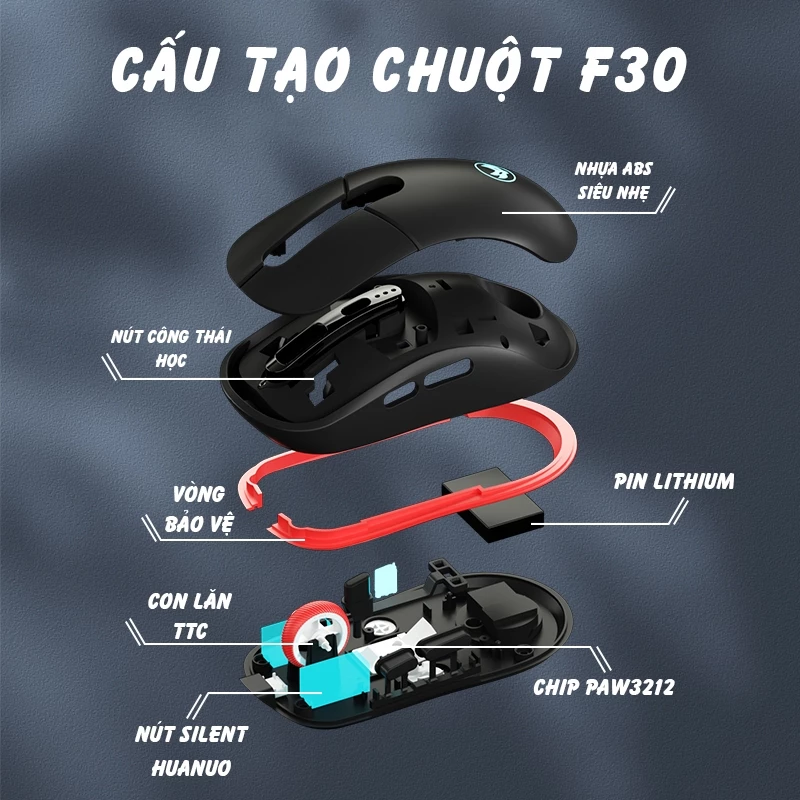 CẤU TẠO CHUỘT F30
NHỰA ABS
SIÊU NHẸ
NÚT CÔNG THÁI
HỌC
VÒNG
BẢO VỆ
PIN LITHIUM
CON LĂN
TTC
CHIP PAW3212
NÚT SILENT
HUANUO